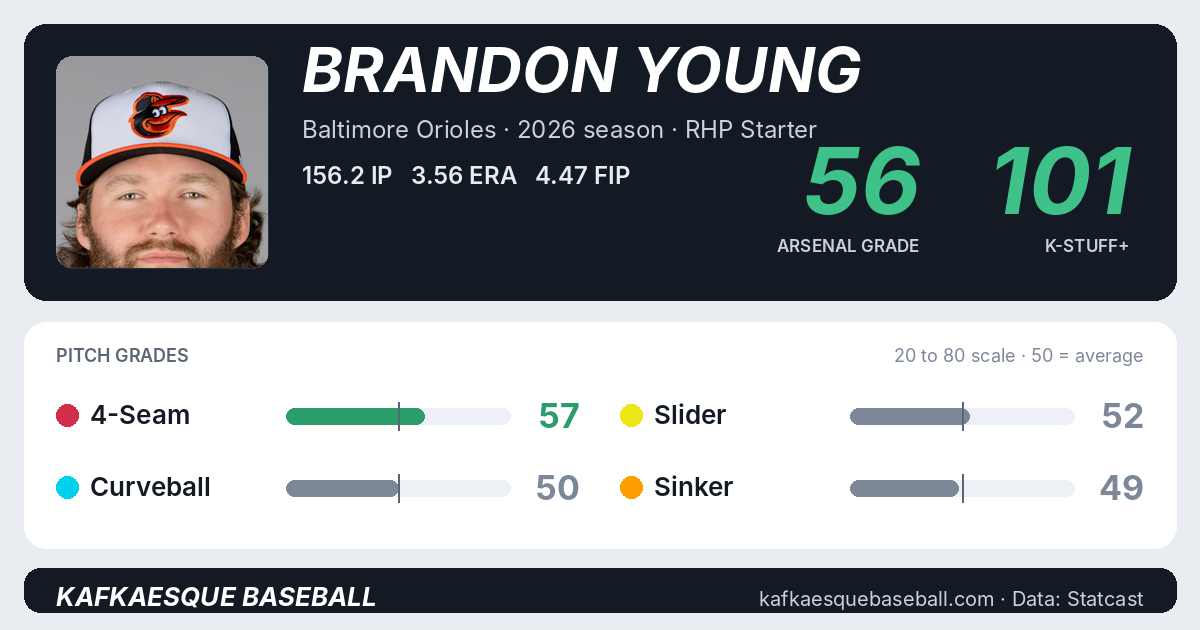 BRANDON YOUNG
Baltimore Orioles · 2026 season · RHP Starter
156.2 IP 3.56 ERA 4.47 FIP
56 101
ARSENAL GRADE K-STUFF+
PITCH GRADES 20 to 80 scale · 50 = average
4-Seam 57 Slider 52
Curveball 50 Sinker 49
KAFKAESQUE BASEBALL kafkaesquebaseball.com · Data: Statcast